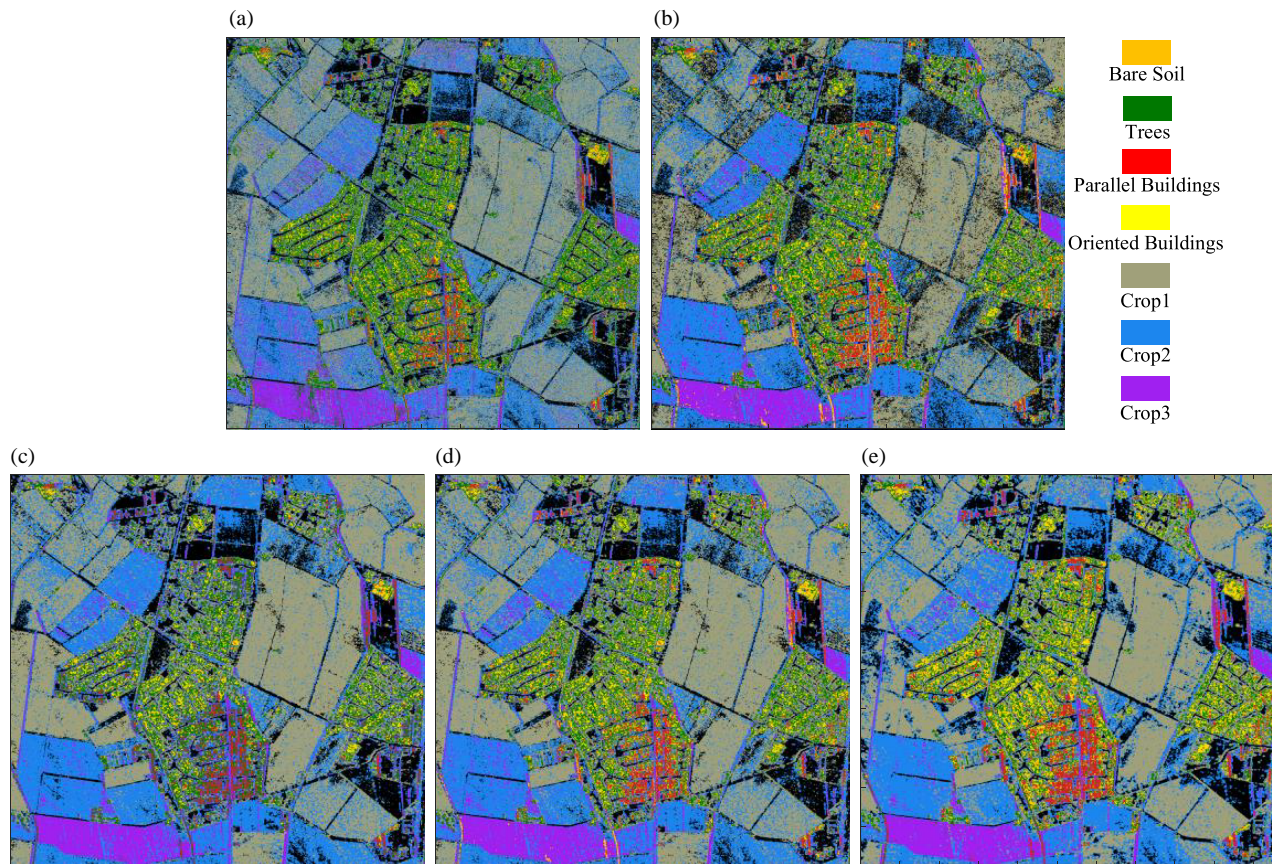 (a)
(b)
Bare Soil
Trees
Parallel Buildings
Oriented Buildings
Crop1
Crop2
Crop3
(c)
(d)
(e)